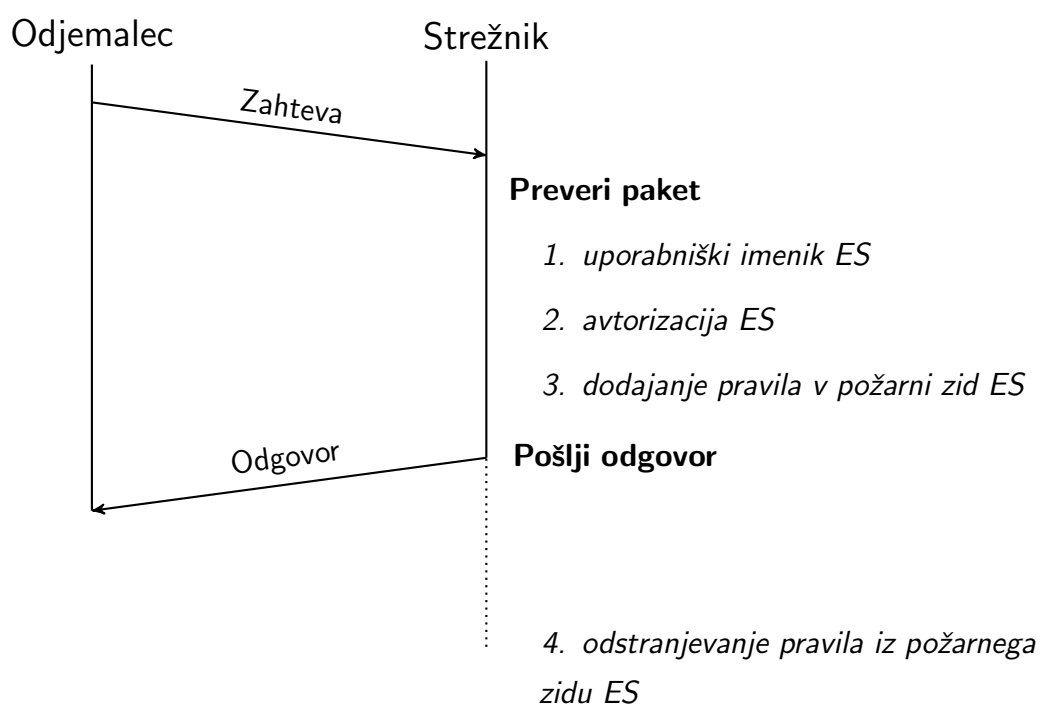 Odjemalec
Strežnik
Zahteva
Preveri paket
1. uporabniški imenik ES
2. avtorizacija ES
3. dodajanje pravila v požarni zid ES
Odgovor
Pošlji odgovor
4. odstranjevanje pravila iz požarnega
zidu ES